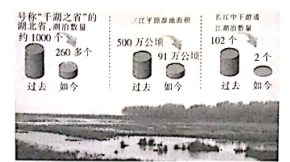 号称“千湖之省”的
湖北省，湖泊数量
约1000个
260多个
过去 如今
三江平原湿地面积
500万公顷
91万公顷
过去 如今
长江中下游通
江湖泊数量
102个
2个
过去 如今